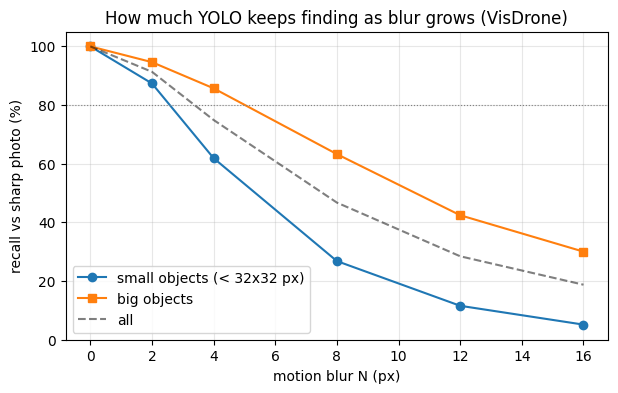 How much YOLO keeps finding as blur grows (VisDrone)
recall vs sharp photo (%)
100
80
60
40
20
0
small objects (< 32x32 px)
big objects
all
0 2 4 6 8 10 12 14 16
motion blur N (px)